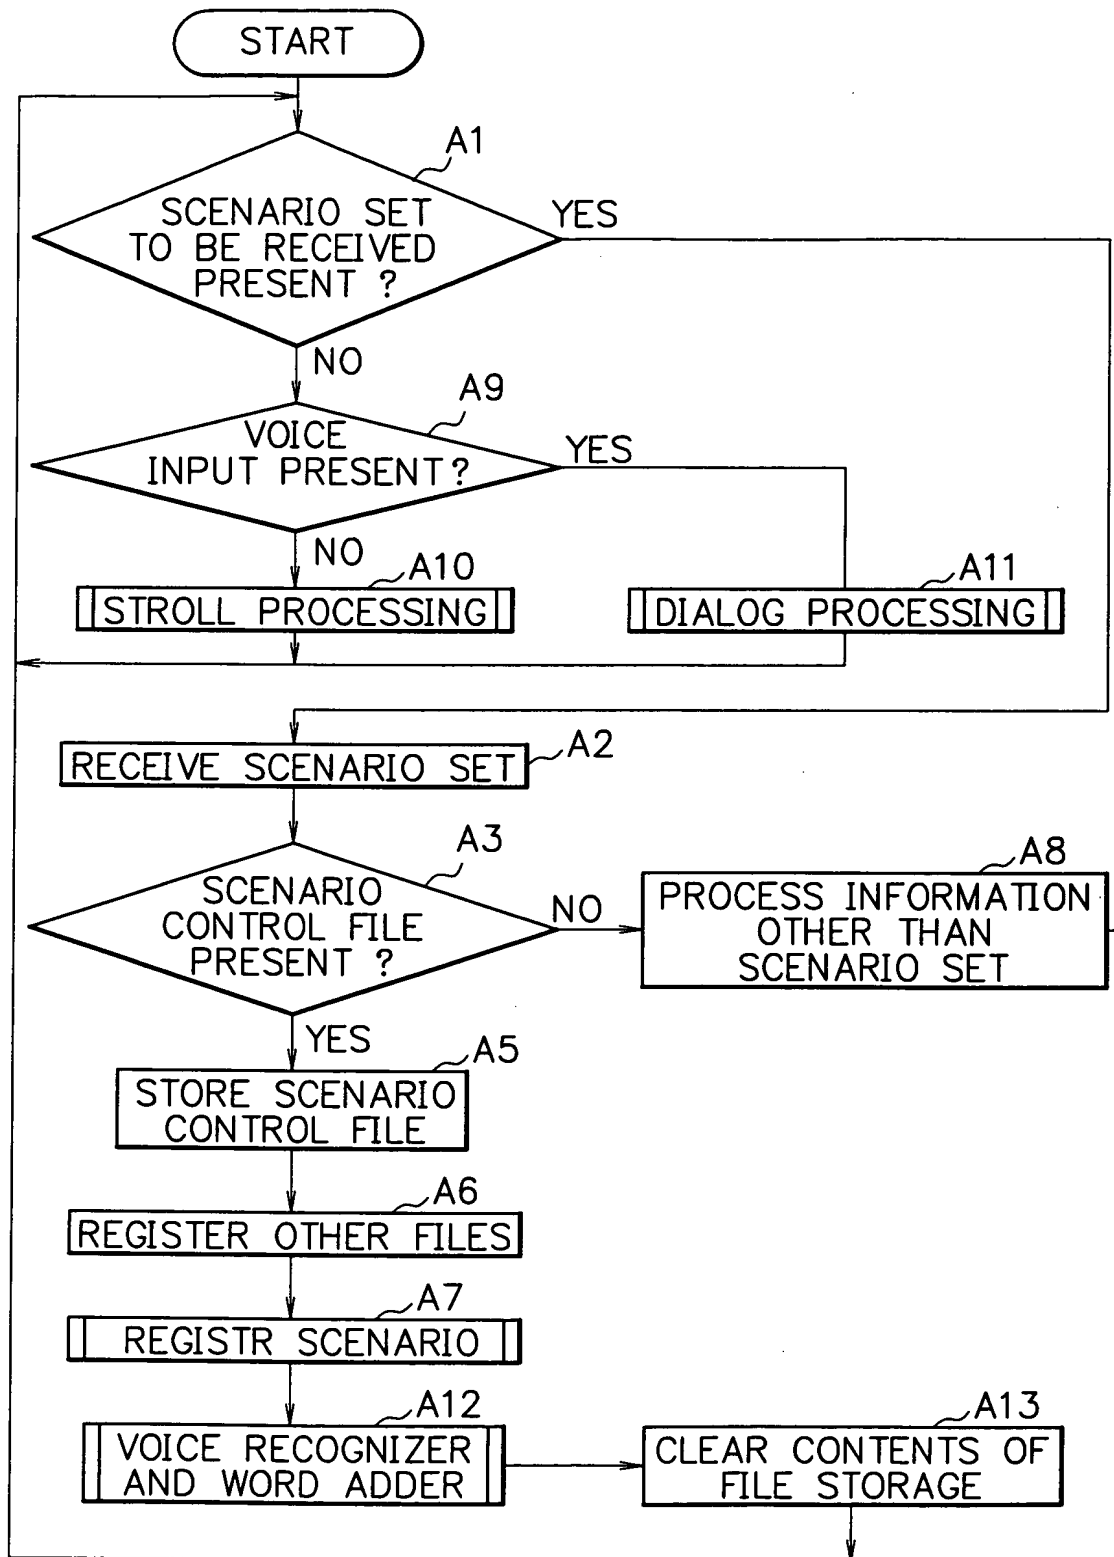 START
A1
SCENARIO SET
TO BE RECEIVED
PRESENT ?
YES
NO
A9
VOICE
INPUT PRESENT?
YES
NO
A10
STROLL PROCESSING
A11
DIALOG PROCESSING
A2
RECEIVE SCENARIO SET
A3
SCENARIO
CONTROL FILE
PRESENT ?
NO
A8
PROCESS INFORMATION
OTHER THAN
SCENARIO SET
YES
A5
STORE SCENARIO
CONTROL FILE
A6
REGISTER OTHER FILES
A7
REGISTR SCENARIO
A12
VOICE RECOGNIZER
AND WORD ADDER
A13
CLEAR CONTENTS OF
FILE STORAGE